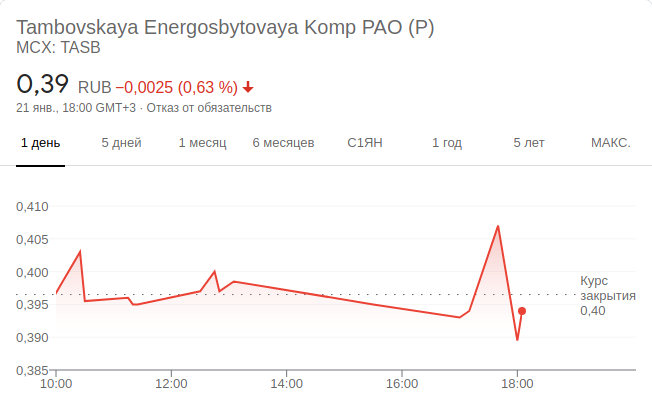 Tambovskaya Energosbytovaya Komp PAO (P)
MCX: TASB
0,39 RUB −0,0025 (0,63 %)
21 янв., 18:00 GMT+3 · Отказ от обязательств
1 день 5 дней 1 месяц 6 месяцев С1ЯН 1 год 5 лет МАКС.
0,410
0,405
0,400
0,395
0,390
0,385
Курс
закрытия
0,40
10:00 12:00 14:00 16:00 18:00